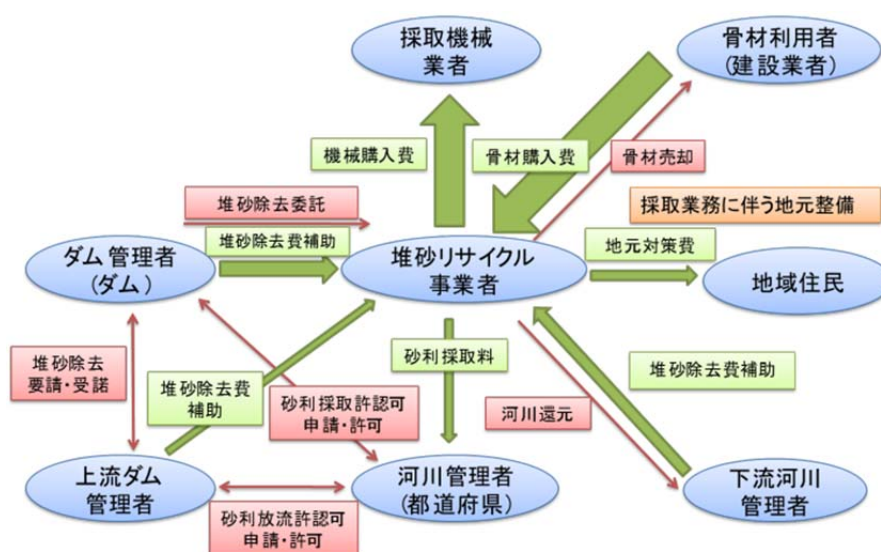 採取機械
業者
骨材利用者
(建設業者)
機械購入費
骨材購入費
骨材売却
堆砂除去委託
採取業務に伴う地元整備
堆砂除去費補助
地元対策費
ダム管理者
(ダム)
堆砂リサイクル
事業者
地域住民
堆砂除去
要請・受諾
堆砂除去費
補助
砂利採取料
砂利採取許認可
申請・許可
河川還元
堆砂除去費補助
上流ダム
管理者
河川管理者
(都道府県)
下流河川
管理者
砂利放流許認可
申請・許可